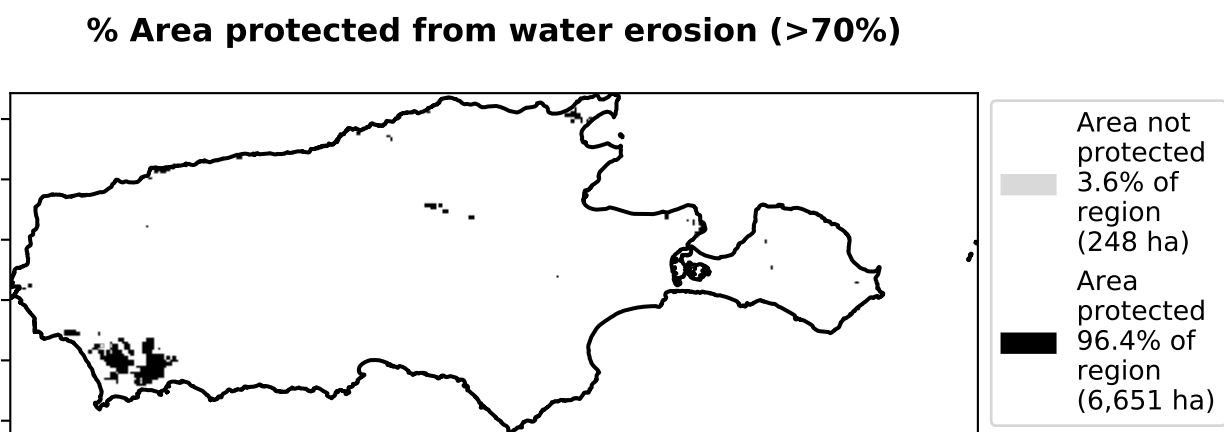 % Area protected from water erosion (>70%)
Area not
protected
3.6% of
region
(248 ha)
Area
protected
96.4% of
region
(6,651 ha)